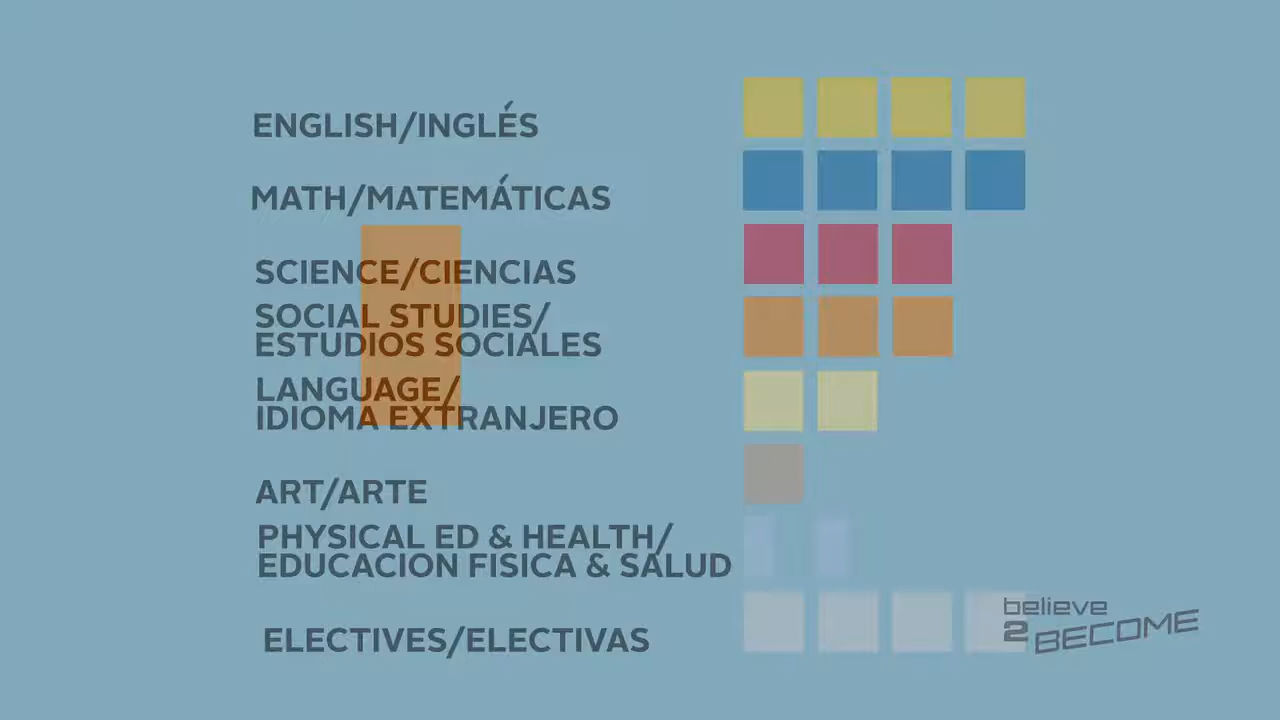 ENGLISH/INGLÉS
MATH/MATEMÁTICAS
SCIENCE/CIENCIAS
SOCIAL STUDIES/
ESTUDIOS SOCIALES
LANGUAGE/
IDIOMA EXTRANJERO
ART/ARTE
PHYSICAL ED & HEALTH/
EDUCACION FISICA & SALUD
ELECTIVES/ELECTIVAS
believe
2 BECOME